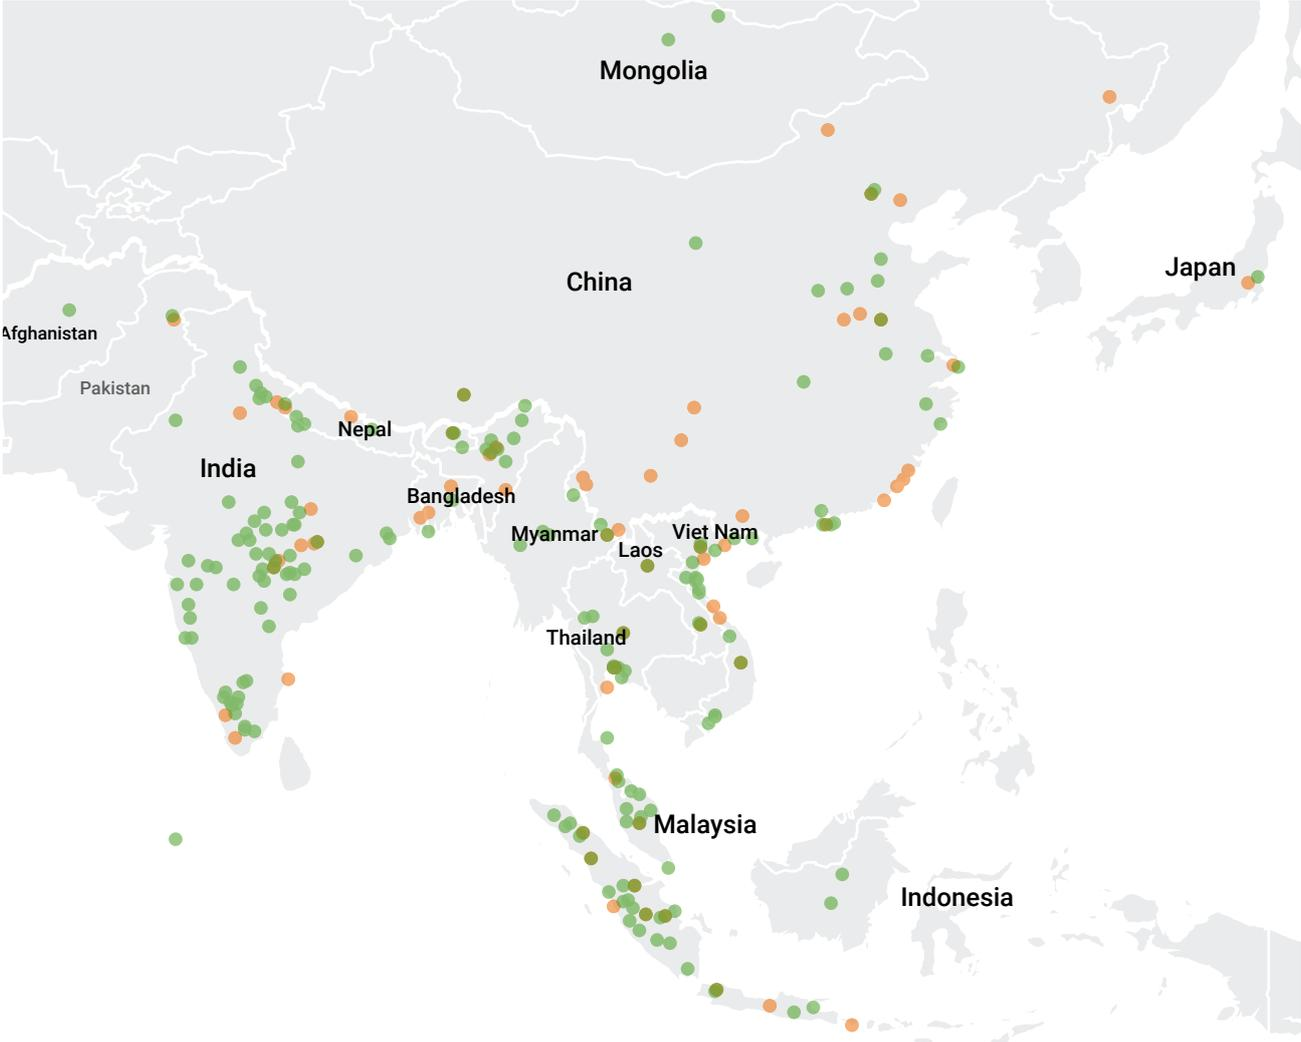 Mongolia
Japan
China
Afghanistan
Pakistan
Nepal
India
Bangladesh
Myanmar
Viet Nam
Laos
Thailand
Malaysia
Indonesia